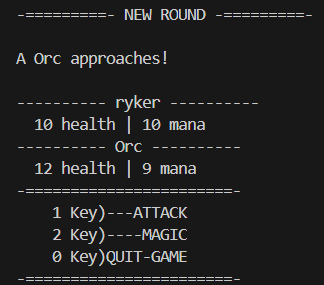 -=========- NEW ROUND -=========-
A Orc approaches!
---------- ryker ----------
10 health | 10 mana
---------- Orc ----------
12 health | 9 mana
-=======================-
1 Key)---ATTACK
2 Key)----MAGIC
0 Key)QUIT-GAME
-=======================-